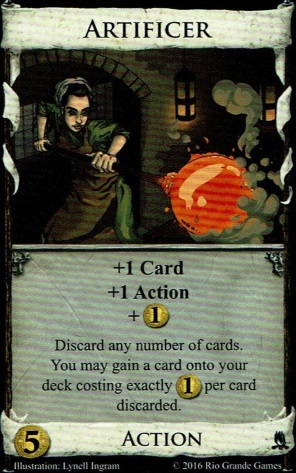 ARTIFICER
+1 Card
+1 Action
+ 1
Discard any number of cards.
You may gain a card onto your
deck costing exactly 1 per card
discarded.
5 ACTION
Illustration: Lynell Ingram © 2016 Rio Grande Games